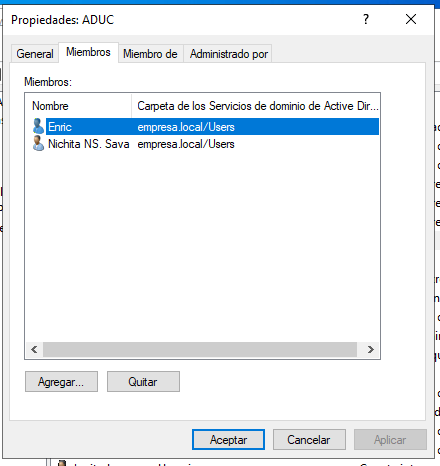 Propiedades: ADUC
General
Miembros
Miembro de
Administrado por
Miembros:
Nombre
Carpeta de los Servicios de dominio de Active Dir...
Enric
empresa.local/Users
Nichita NS. Sava
empresa.local/Users
Agregar...
Quitar
Aceptar
Cancelar
Aplicar